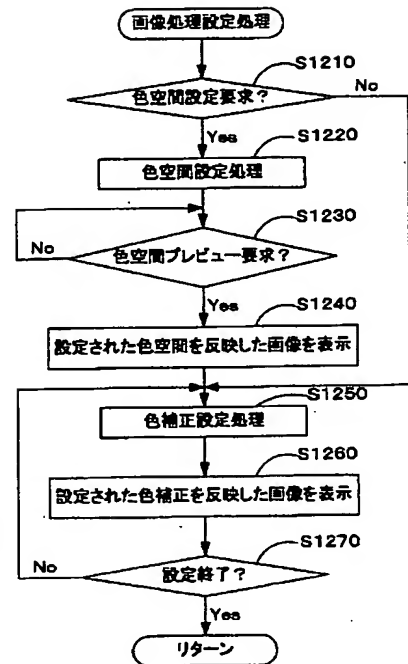 画像処理設定処理
S1210
色空間設定要求?
No
Yes
S1220
色空間設定処理
S1230
色空間プレビュー要求?
No
Yes
S1240
設定された色空間を反映した画像を表示
S1250
色補正設定処理
S1260
設定された色補正を反映した画像を表示
S1270
設定終了?
No
Yes
リターン